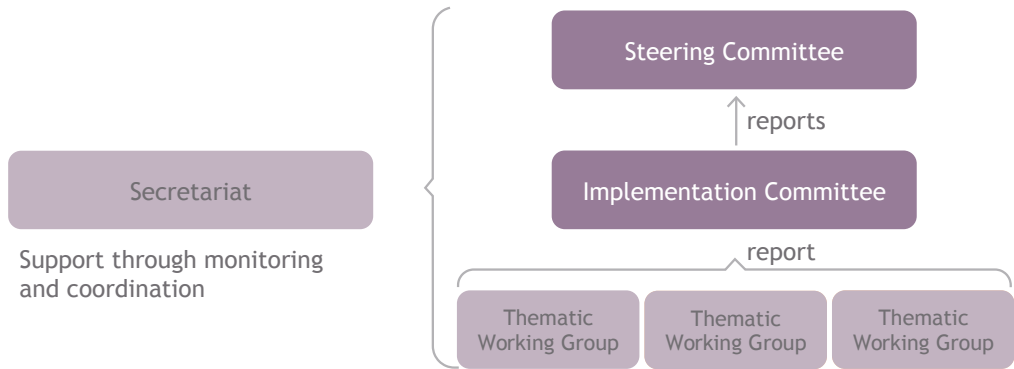 Steering Committee
reports
Secretariat
Implementation Committee
Support through monitoring
and coordination
report
Thematic
Working Group
Thematic
Working Group
Thematic
Working Group